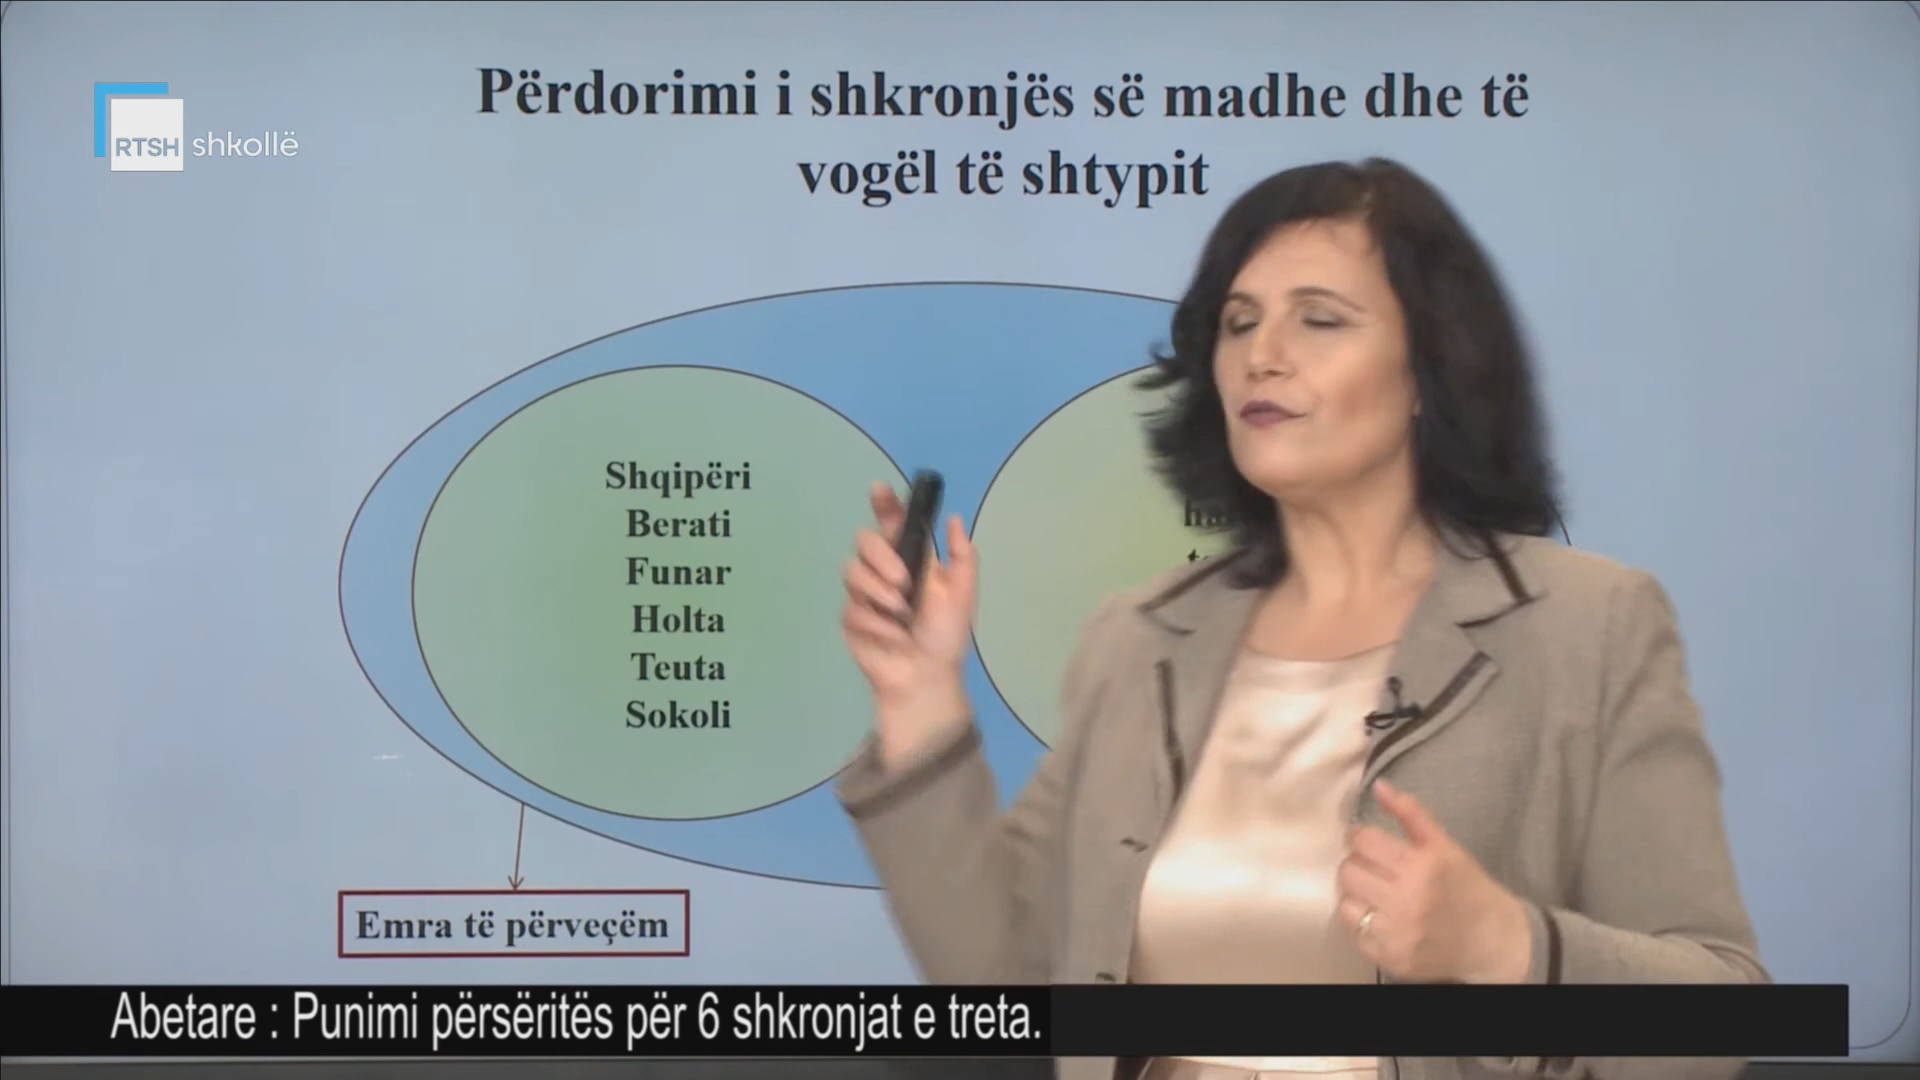 Përdorimi i shkronjës së madhe dhe të
vogël të shtypit
RTSH shkollë
Shqipëri
Berati
Funar
Holta
Teuta
Sokoli
Emra të përveçëm
Abetare : Punimi përsëritës për 6 shkronjat e treta.